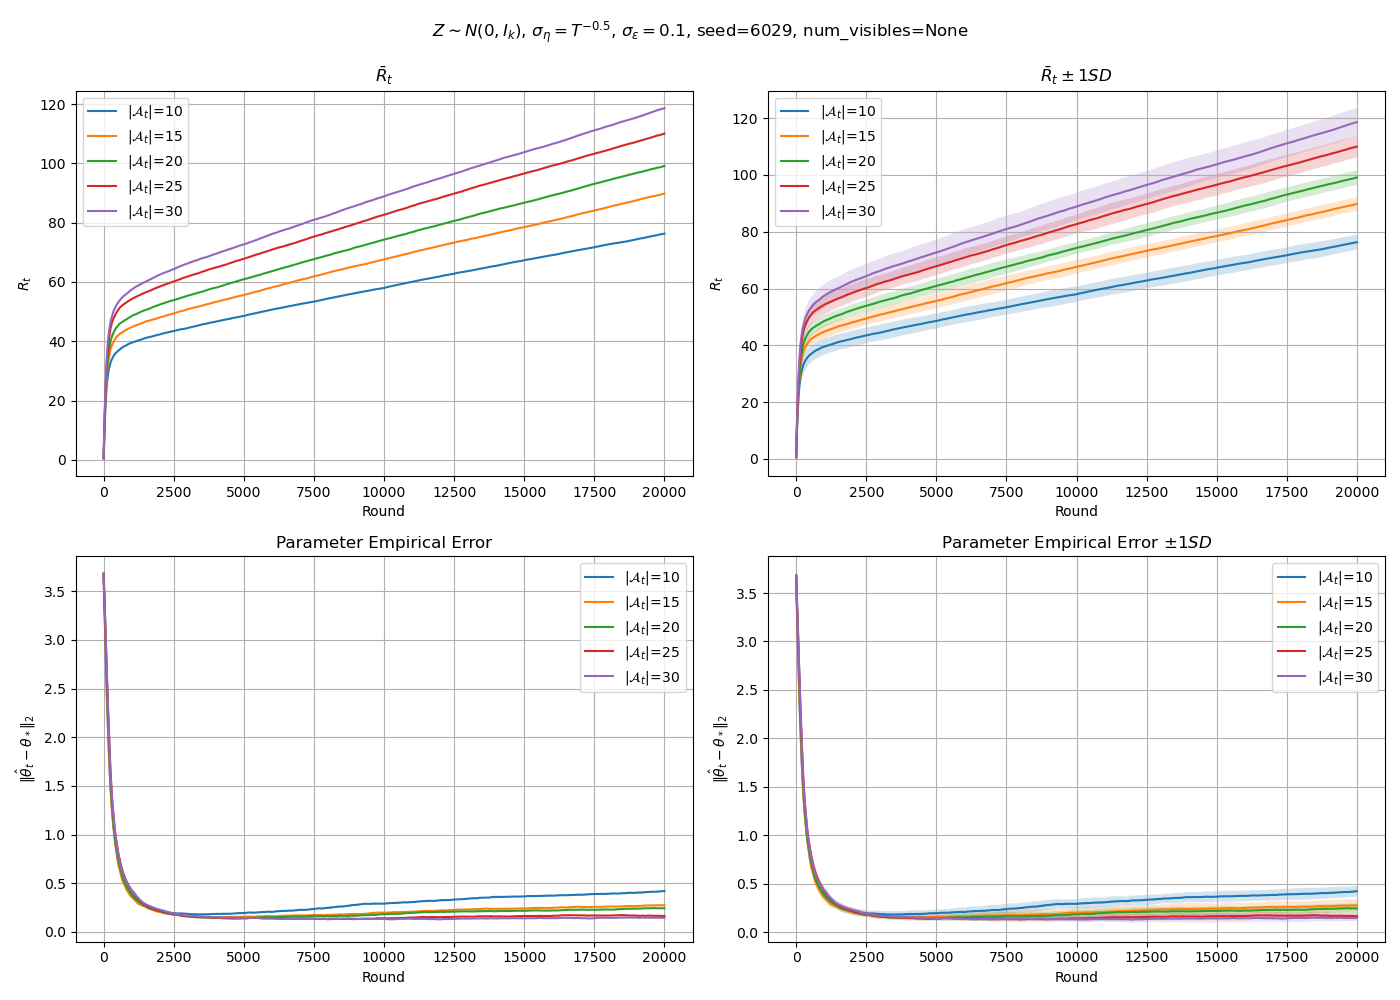 Z ∼ N(0, I_k), σ_η = T^{−0.5}, σ_ε = 0.1, seed=6029, num_visibles=None
R̄_t
R_t
120
100
80
60
40
20
0
|𝒜_t|=10
|𝒜_t|=15
|𝒜_t|=20
|𝒜_t|=25
|𝒜_t|=30
0 2500 5000 7500 10000 12500 15000 17500 20000
Round
R̄_t ± 1SD
R_t
120
100
80
60
40
20
0
|𝒜_t|=10
|𝒜_t|=15
|𝒜_t|=20
|𝒜_t|=25
|𝒜_t|=30
0 2500 5000 7500 10000 12500 15000 17500 20000
Round
Parameter Empirical Error
‖θ̂_t − θ_*‖₂
3.5
3.0
2.5
2.0
1.5
1.0
0.5
0.0
|𝒜_t|=10
|𝒜_t|=15
|𝒜_t|=20
|𝒜_t|=25
|𝒜_t|=30
0 2500 5000 7500 10000 12500 15000 17500 20000
Round
Parameter Empirical Error ±1SD
‖θ̂_t − θ_*‖₂
3.5
3.0
2.5
2.0
1.5
1.0
0.5
0.0
|𝒜_t|=10
|𝒜_t|=15
|𝒜_t|=20
|𝒜_t|=25
|𝒜_t|=30
0 2500 5000 7500 10000 12500 15000 17500 20000
Round